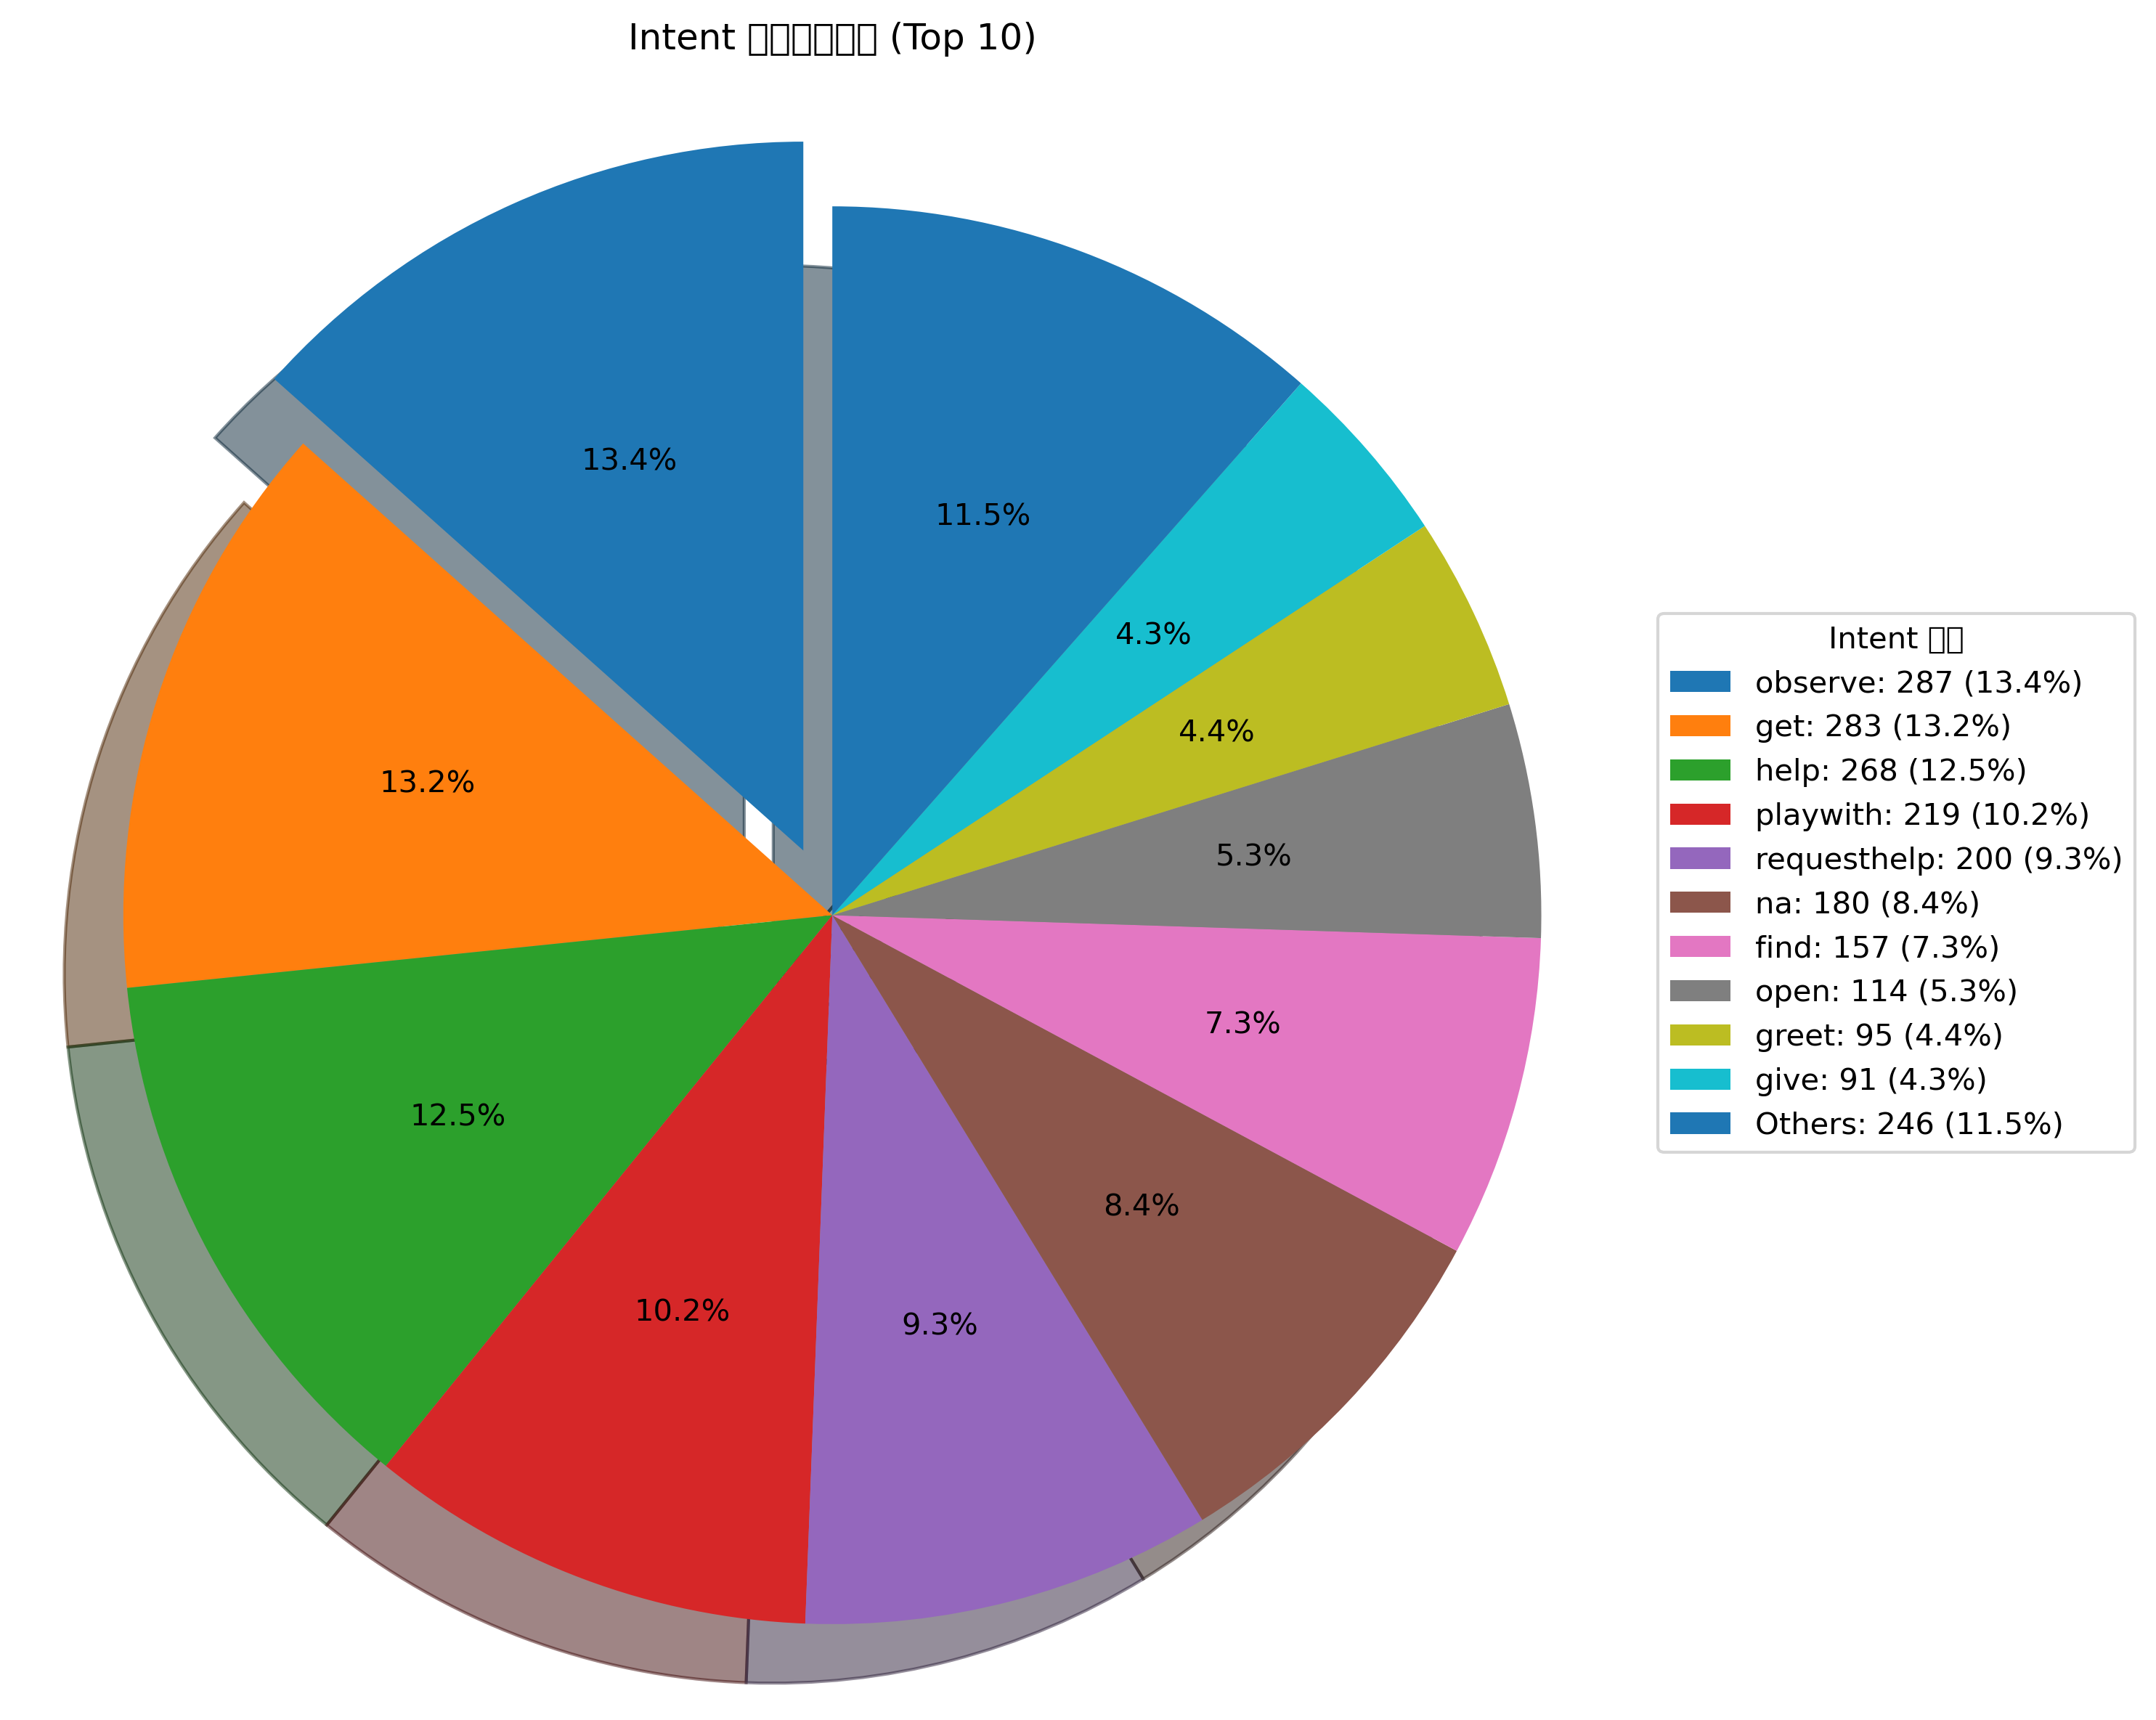 Intent (Top 10)
13.4%
11.5%
4.3%
4.4%
13.2%
5.3%
7.3%
12.5%
8.4%
10.2%
9.3%
Intent
observe: 287 (13.4%)
get: 283 (13.2%)
help: 268 (12.5%)
playwith: 219 (10.2%)
requesthelp: 200 (9.3%)
na: 180 (8.4%)
find: 157 (7.3%)
open: 114 (5.3%)
greet: 95 (4.4%)
give: 91 (4.3%)
Others: 246 (11.5%)